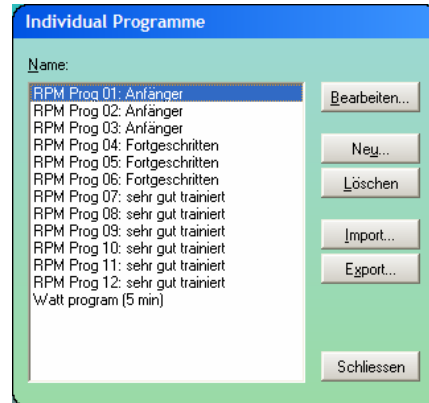 Individual Programme
Name:
RPM Prog 01: Anfänger
RPM Prog 02: Anfänger
RPM Prog 03: Anfänger
RPM Prog 04: Fortgeschritten
RPM Prog 05: Fortgeschritten
RPM Prog 06: Fortgeschritten
RPM Prog 07: sehr gut trainiert
RPM Prog 08: sehr gut trainiert
RPM Prog 09: sehr gut trainiert
RPM Prog 10: sehr gut trainiert
RPM Prog 11: sehr gut trainiert
RPM Prog 12: sehr gut trainiert
Watt program (5 min)
Bearbeiten...
Neu...
Löschen
Import...
Export...
Schliessen